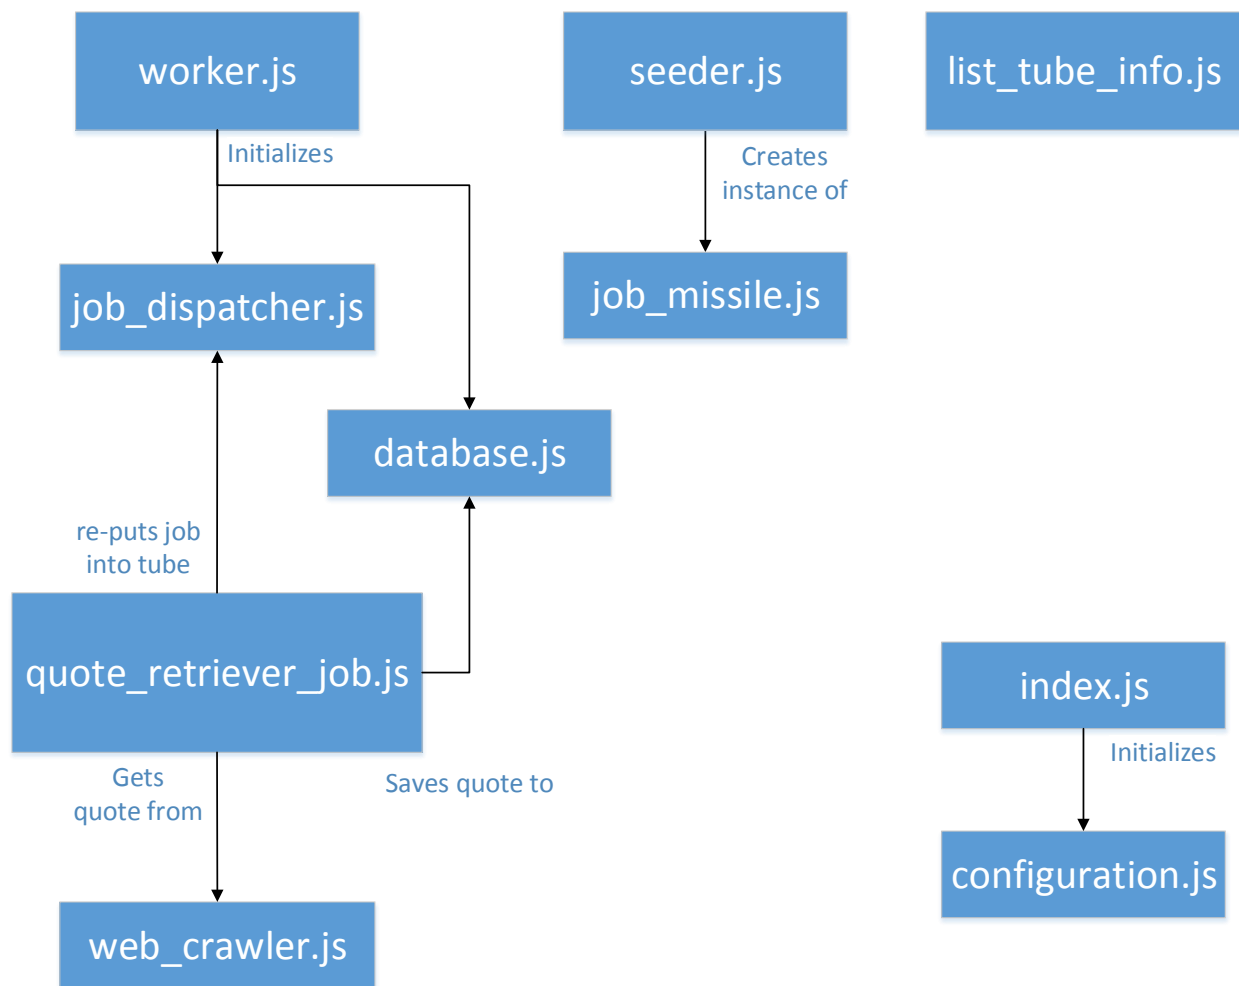 worker.js
seeder.js
list_tube_info.js
Initializes
Creates
instance of
job_dispatcher.js
job_missile.js
database.js
re-puts job
into tube
quote_retriever_job.js
index.js
Initializes
Gets
quote from
Saves quote to
configuration.js
web_crawler.js